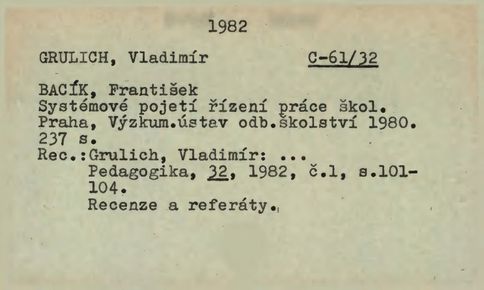 1982
GRULICH, Vladimír C-61/32
BACÍK, František
Systémové pojetí řízení práce škol.
Praha, Výzkum.ústav odb.školství 1980.
237 s.
Rec.:Grulich, Vladimír: ...
Pedagogika, 32, 1982, č.1, s.101-
104.
Recenze a referáty.